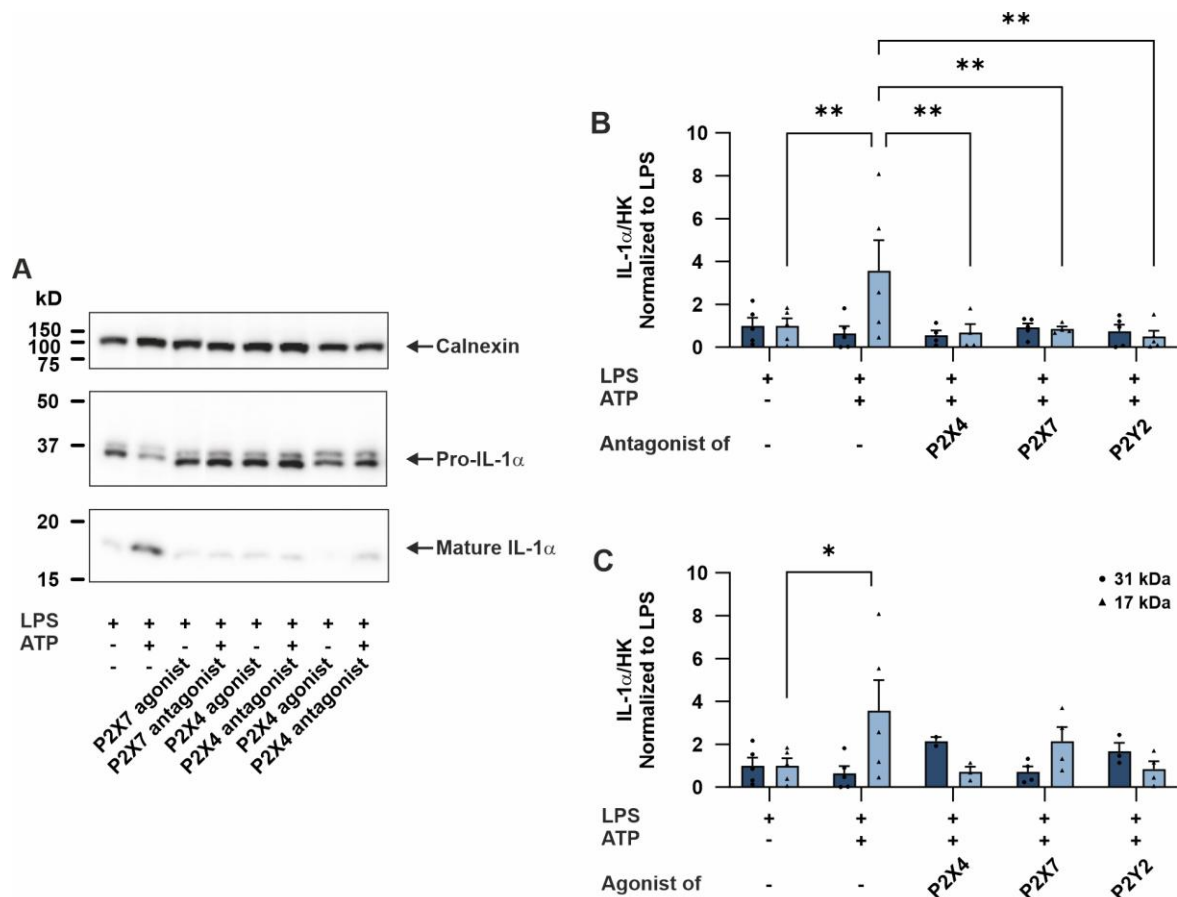 A
kD
150
100
75
Calnexin
50
37
Pro-IL-1α
20
15
Mature IL-1α
LPS + + + + + + + +
ATP - + - + - + - +
- - P2X7 agonist P2X7 antagonist P2X4 agonist P2X4 antagonist P2X4 agonist P2X4 antagonist
B
**
**
** **
IL-1α/HK
Normalized to LPS
10
8
6
4
2
0
LPS + + + + +
ATP - + + + +
Antagonist of - - P2X4 P2X7 P2Y2
C
*
31 kDa
17 kDa
IL-1α/HK
Normalized to LPS
10
8
6
4
2
0
LPS + + + + +
ATP - + + + +
Agonist of - - P2X4 P2X7 P2Y2